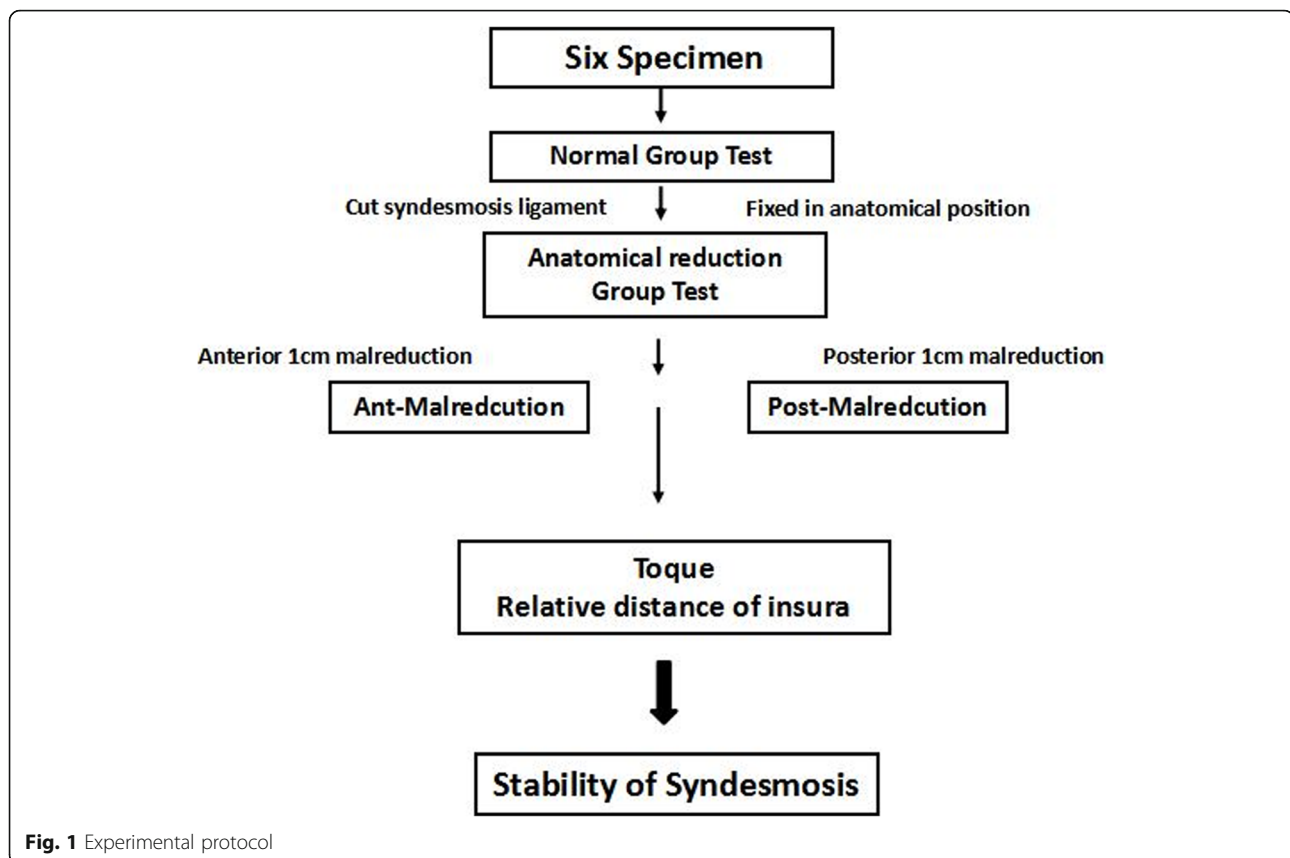 Six Specimen
Normal Group Test
Cut syndesmosis ligament Fixed in anatomical position
Anatomical reduction
Group Test
Anterior 1cm malreduction Posterior 1cm malreduction
Ant-Malredcution Post-Malredcution
Toque
Relative distance of insura
Stability of Syndesmosis
Fig. 1 Experimental protocol